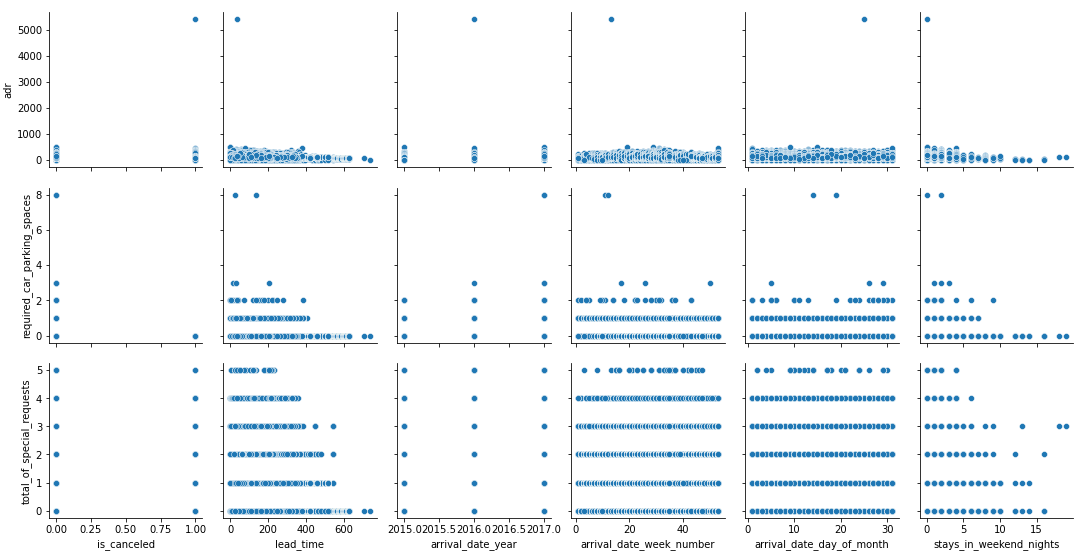 adr
5000
4000
3000
2000
1000
0
required_car_parking_spaces
8
6
4
2
0
total_of_special_requests
5
4
3
2
1
0
0.00 0.25 0.50 0.75 1.00
is_canceled
0 200 400 600
lead_time
2015.0 2015.5 2016.0 2016.5 2017.0
arrival_date_year
0 20 40
arrival_date_week_number
0 10 20 30
arrival_date_day_of_month
0 5 10 15
stays_in_weekend_nights